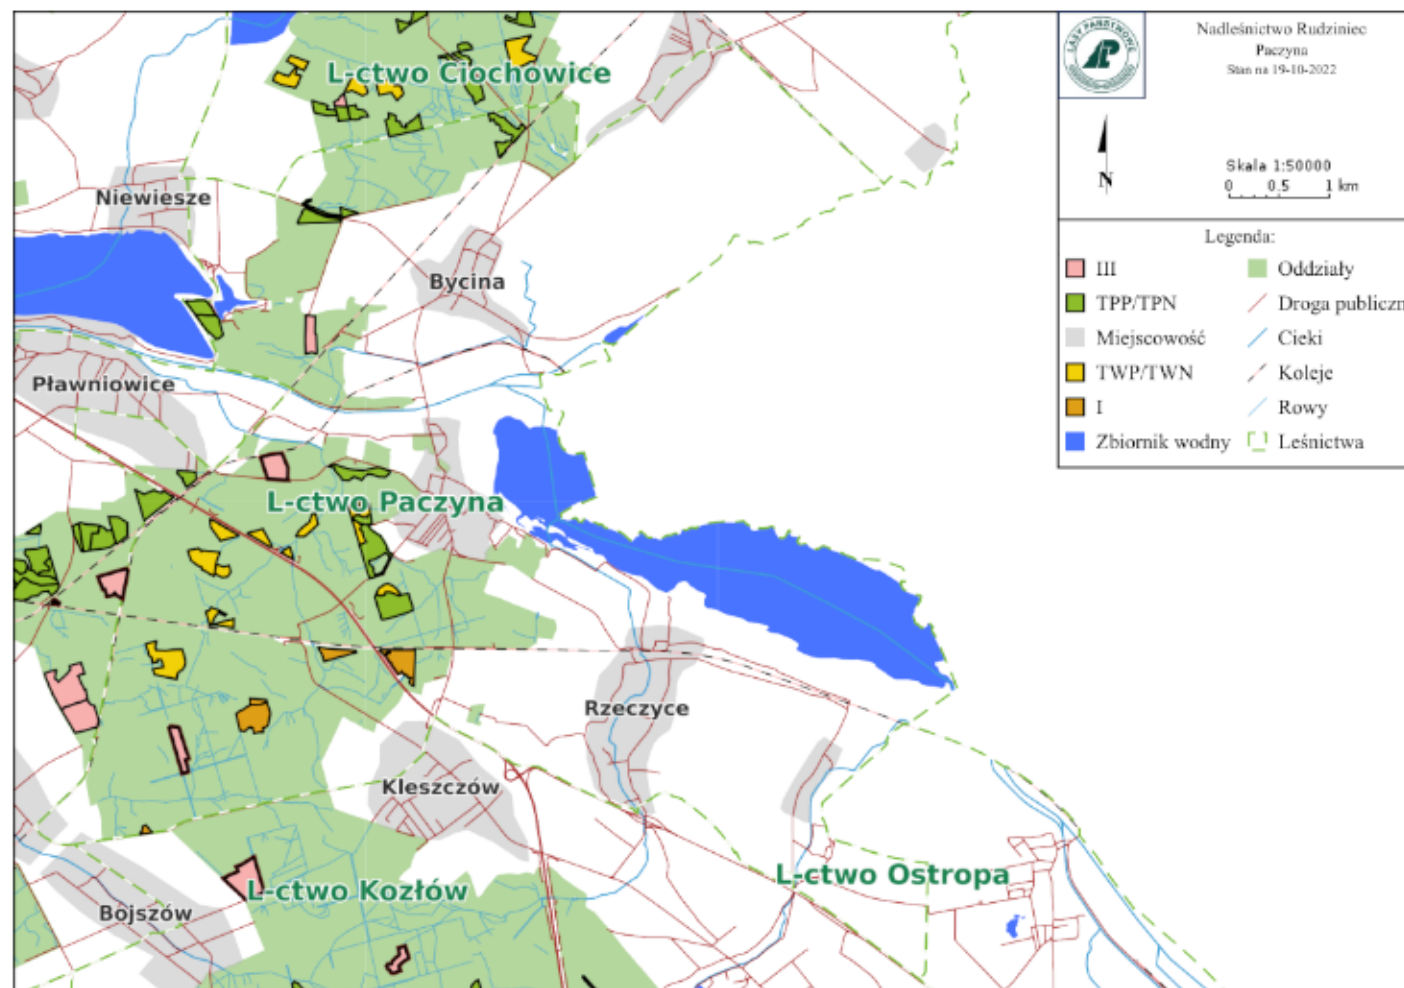 Nadleśnictwo Rudziniec
Paczyna
Stan na 19-10-2022
LASY PAŃSTWOWE
N
Skala 1:50000
0 0.5 1 km
Legenda:
III
Oddziały
TPP/TPN
Droga publiczn
Miejscowość
Cieki
TWP/TWN
Koleje
I
Rowy
Zbiornik wodny
Leśnictwa
L-ctwo Ciochowice
Niewiesze
Bycina
Pławniowice
L-ctwo Paczyna
Rzeczyce
Kleszczów
L-ctwo Ostropa
L-ctwo Kozłów
Bojszów